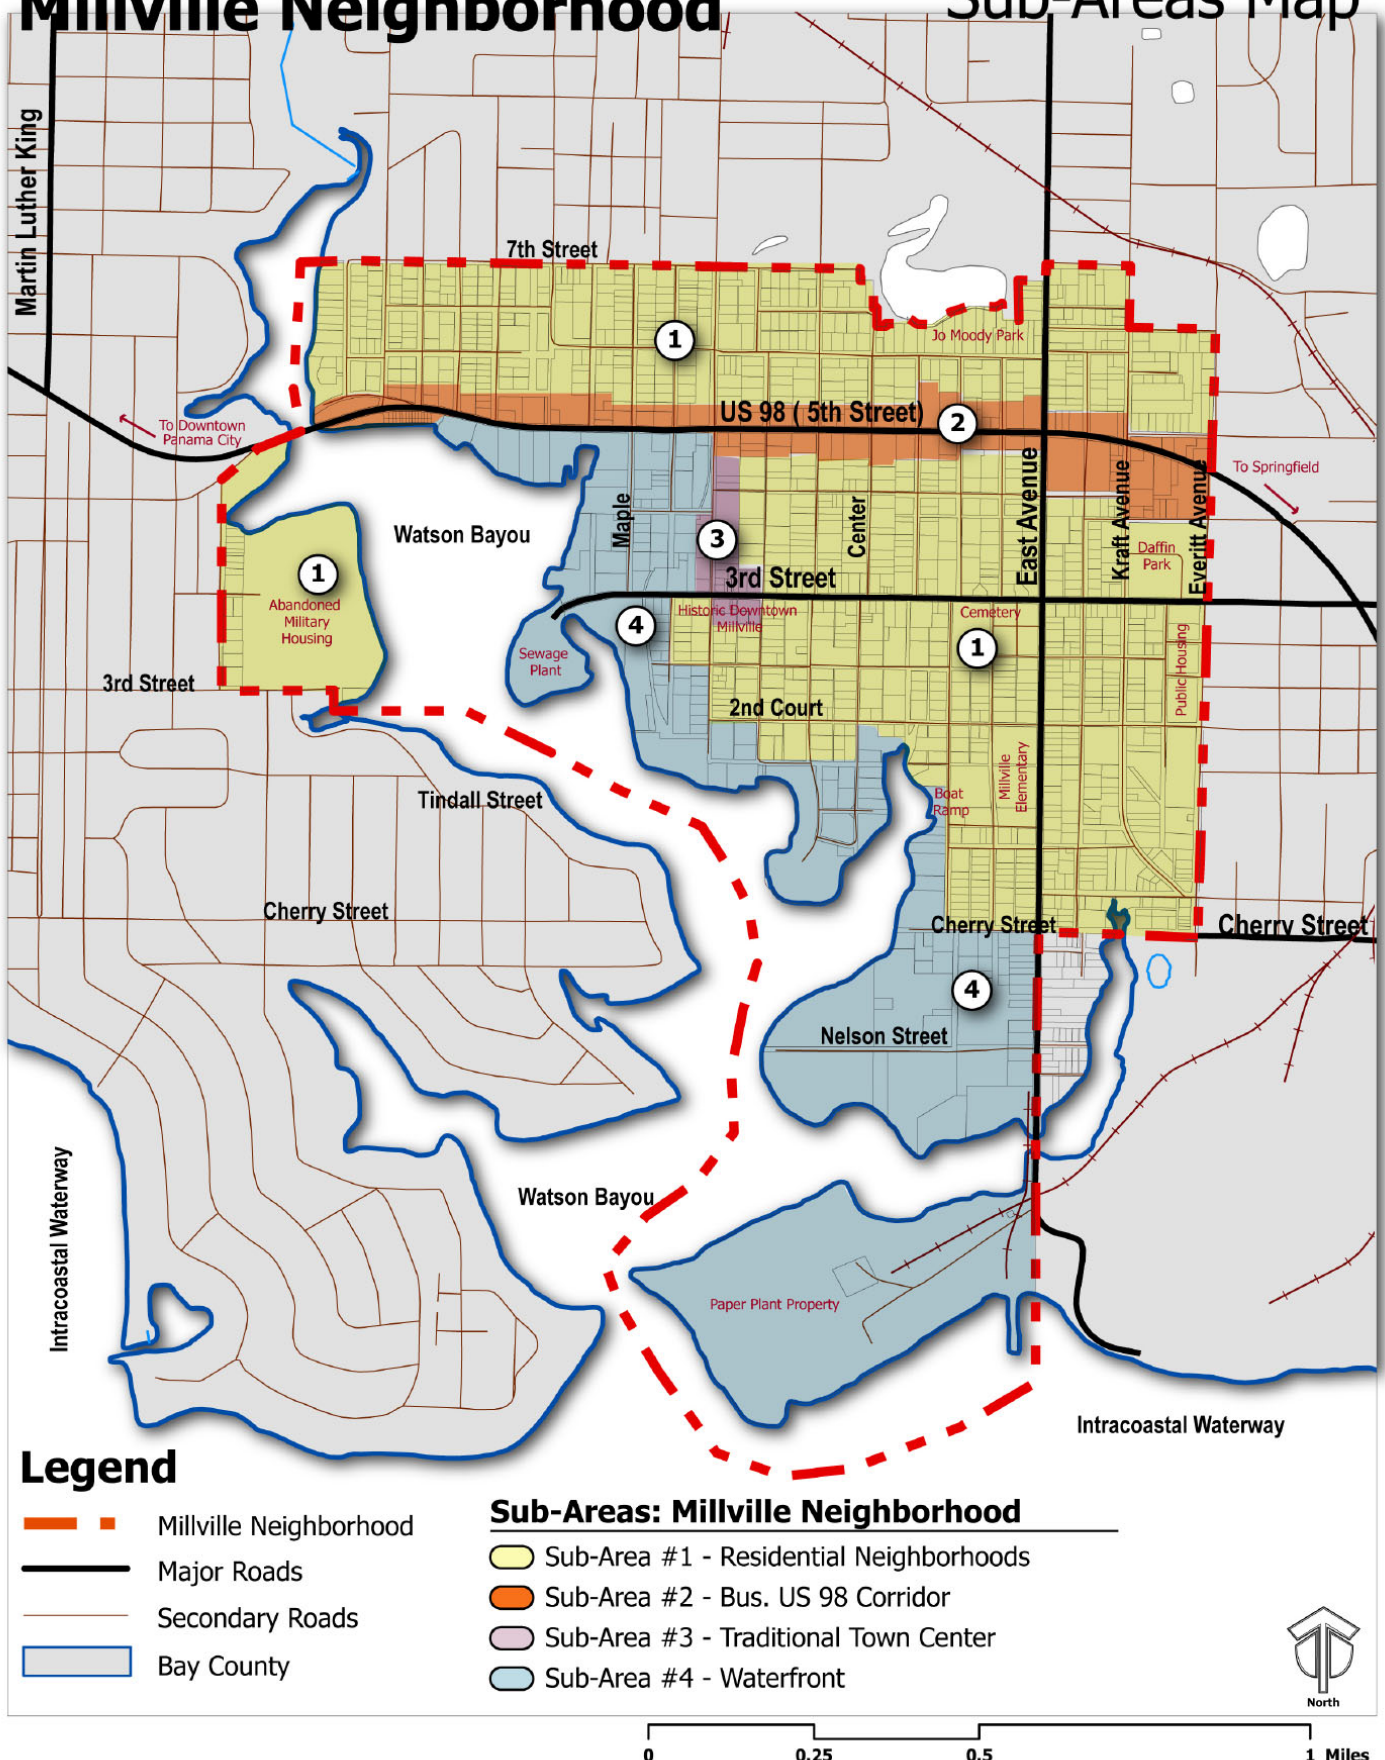 Millville Neighborhood
Sub-Areas Map
Martin Luther King
7th Street
1
Jo Moody Park
US 98 ( 5th Street)
2
To Downtown
Panama City
To Springfield
Maple
Center
East Avenue
Kraft Avenue
Everitt Avenue
Watson Bayou
3
Daffin
Park
1
Abandoned
Military
Housing
3rd Street
Historic Downtown
Millville
Cemetery
4
1
Sewage
Plant
Public Housing
3rd Street
2nd Court
Millville
Elementary
Boat
Ramp
Tindall Street
Cherry Street
Cherry Street
Cherry Street
4
Nelson Street
Intracoastal Waterway
Watson Bayou
Paper Plant Property
Intracoastal Waterway
Legend
Millville Neighborhood
Major Roads
Secondary Roads
Bay County
Sub-Areas: Millville Neighborhood
Sub-Area #1 - Residential Neighborhoods
Sub-Area #2 - Bus. US 98 Corridor
Sub-Area #3 - Traditional Town Center
Sub-Area #4 - Waterfront
North
0 0.25 0.5 1 Miles